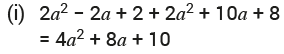 (i) 2a² − 2a + 2 + 2a² + 10a + 8
= 4a² + 8a + 10